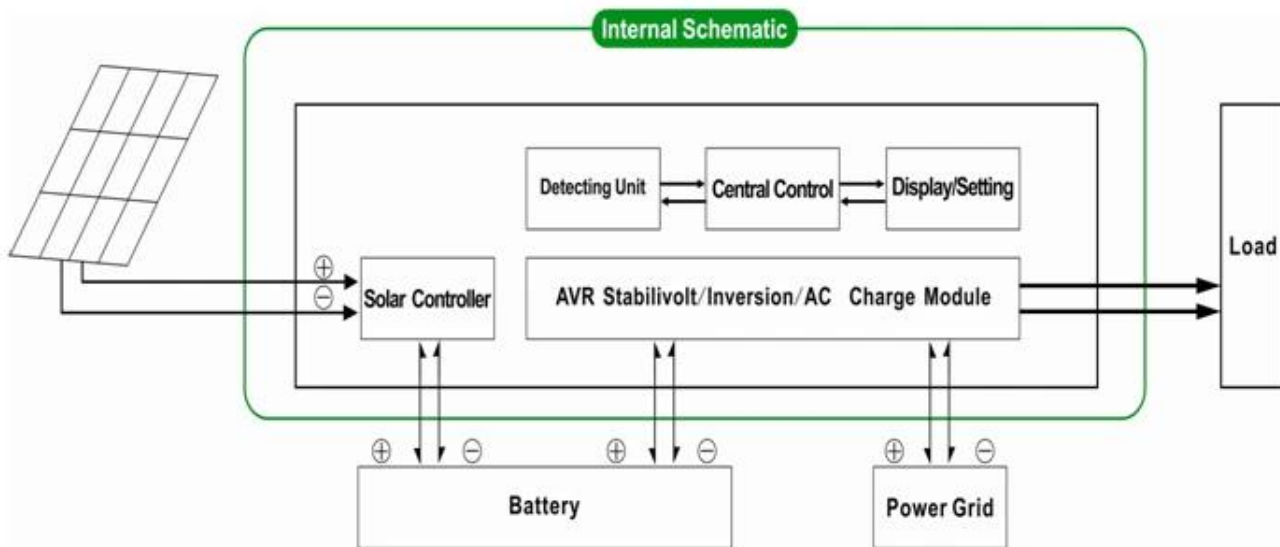 Internal Schematic
Detecting Unit
Central Control
Display/Setting
Load
⊕
⊖
Solar Controller
AVR Stabilivolt/Inversion/AC Charge Module
⊕ ⊖ ⊕ ⊖ ⊕ ⊖
Battery
Power Grid